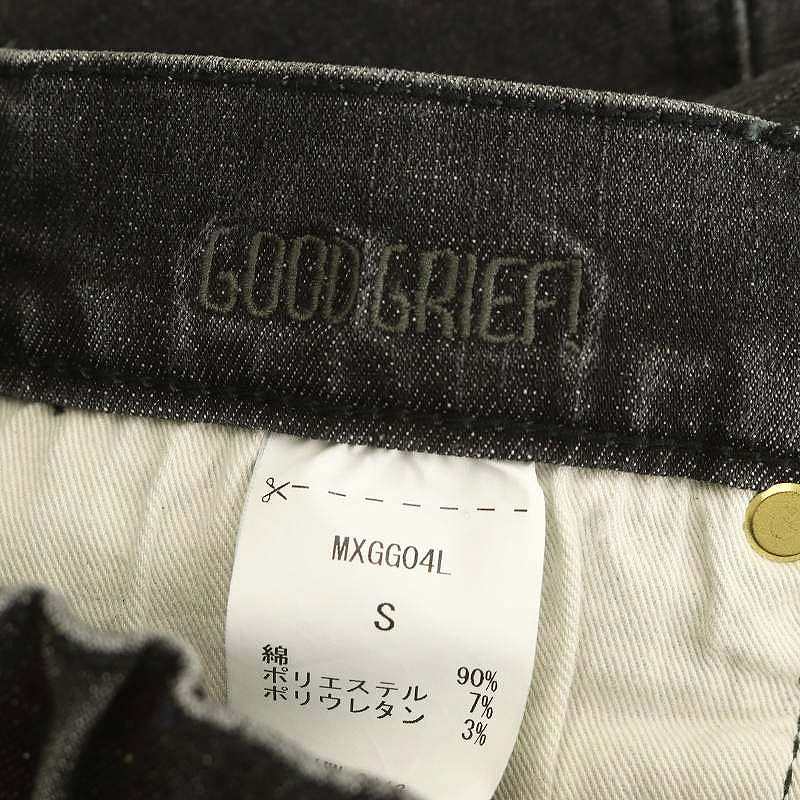 GOOD GRIEF!
MXGG04L
S
綿 90%
ポリエステル 7%
ポリウレタン 3%